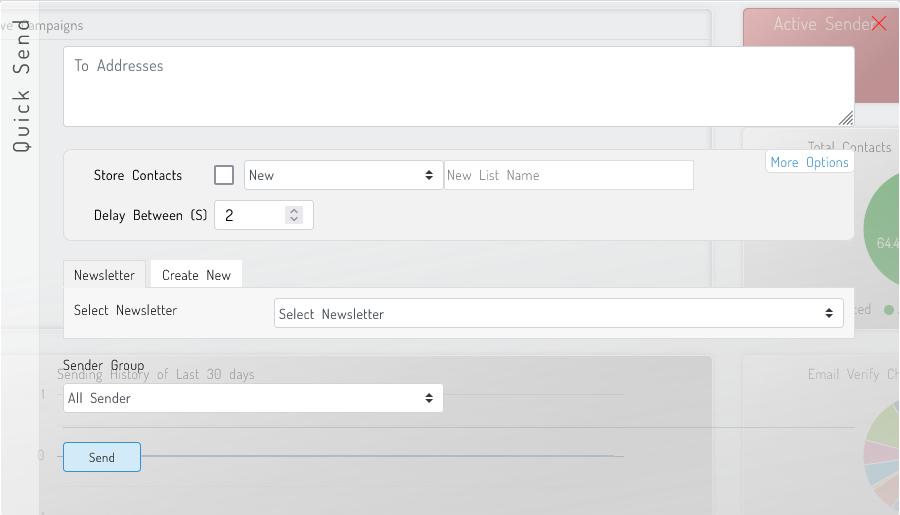 ve Campaigns
Active Sender
Quick Send
To Addresses
Total Contacts
More Options
Store Contacts
New
New List Name
Delay Between (S)
2
64.4
Newsletter
Create New
Select Newsletter
Select Newsletter
Sender Group
Sending History of Last 30 days
Email Verify Ch
1
All Sender
0
Send